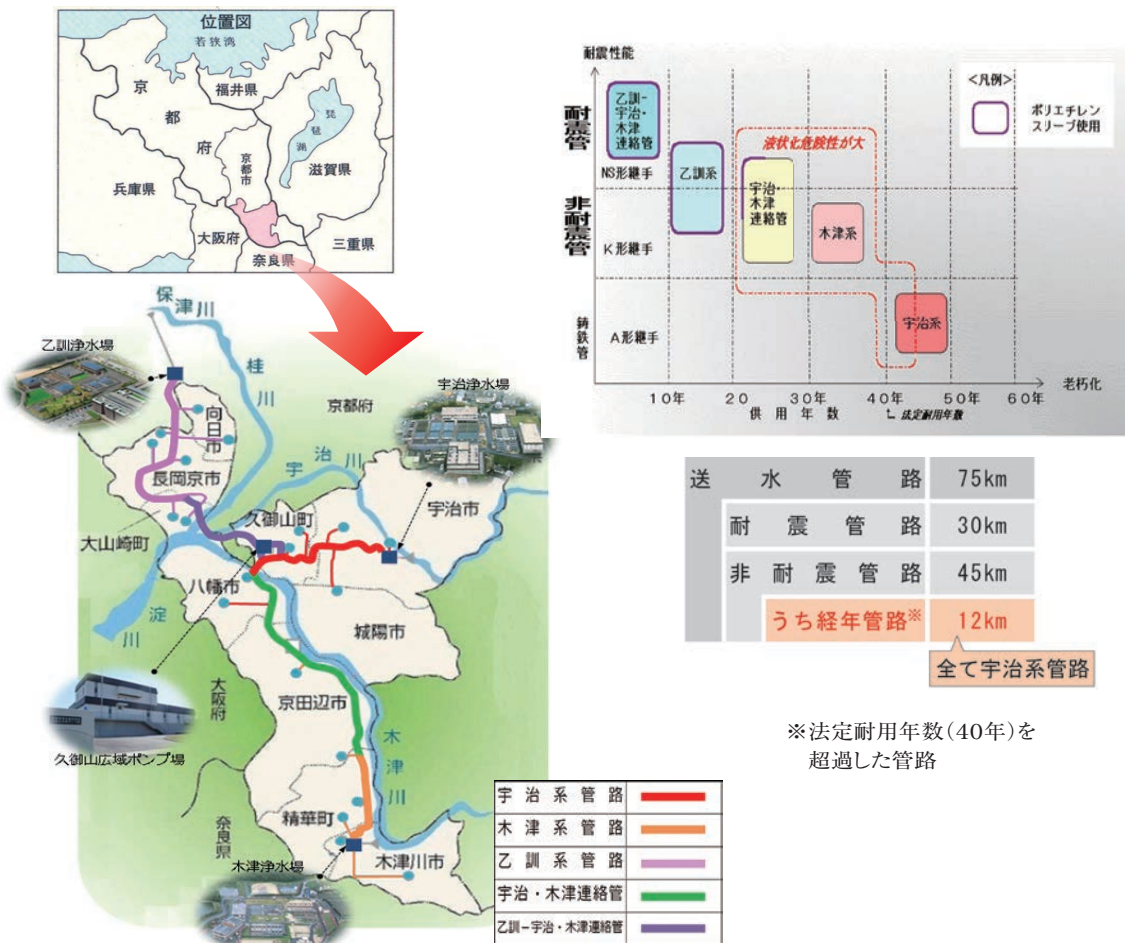 位置図
若狭湾
京都府
福井県
琵琶湖
京都市
滋賀県
兵庫県
大阪府
奈良県
三重県
保津川
乙訓浄水場
桂川
京都府
宇治浄水場
向日市
宇治川
長岡京市
久御山町
宇治市
大山崎町
八幡市
淀川
城陽市
大阪府
京田辺市
木津川
久御山広域ポンプ場
精華町
奈良県
木津浄水場
木津川市
宇治系管路
木津系管路
乙訓系管路
宇治・木津連絡管
乙訓-宇治・木津連絡管
耐震性能
<凡例>
ポリエチレン
スリーブ使用
耐震管
乙訓-
宇治・
木津
連絡管
液状化危険性が大
NS形継手
乙訓系
宇治・
木津
連絡管
非耐震管
木津系
K形継手
鋳鉄管
A形継手
宇治系
老朽化
10年 20年 30年 40年 50年 60年
供用年数
法定耐用年数
送水管路 75km
耐震管路 30km
非耐震管路 45km
うち経年管路※ 12km
全て宇治系管路
※法定耐用年数(40年)を
超過した管路